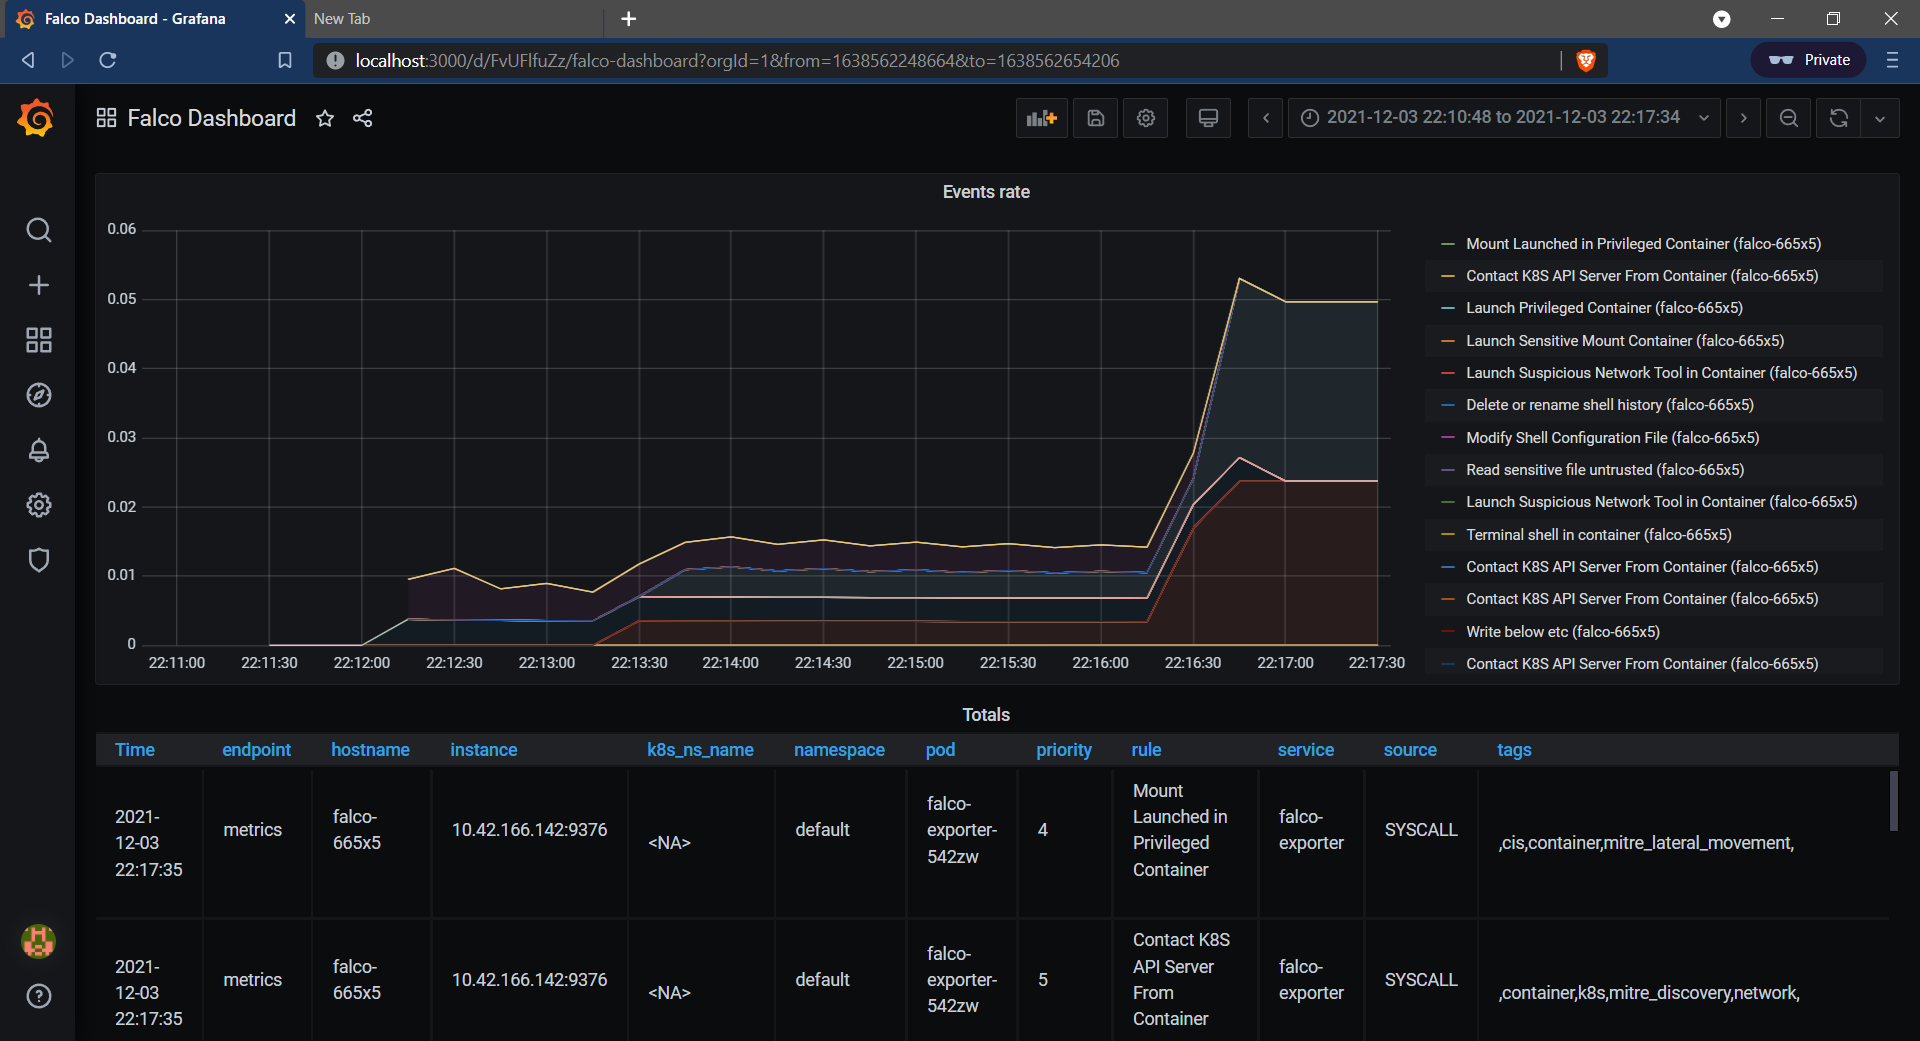 Falco Dashboard - Grafana
New Tab
localhost:3000/d/FvUFlfuZz/falco-dashboard?orgId=1&from=1638562248664&to=1638562654206
Private
Falco Dashboard
2021-12-03 22:10:48 to 2021-12-03 22:17:34
Events rate
0.06
0.05
0.04
0.03
0.02
0.01
0
22:11:00 22:11:30 22:12:00 22:12:30 22:13:00 22:13:30 22:14:00 22:14:30 22:15:00 22:15:30 22:16:00 22:16:30 22:17:00 22:17:30
Mount Launched in Privileged Container (falco-665x5)
Contact K8S API Server From Container (falco-665x5)
Launch Privileged Container (falco-665x5)
Launch Sensitive Mount Container (falco-665x5)
Launch Suspicious Network Tool in Container (falco-665x5)
Delete or rename shell history (falco-665x5)
Modify Shell Configuration File (falco-665x5)
Read sensitive file untrusted (falco-665x5)
Launch Suspicious Network Tool in Container (falco-665x5)
Terminal shell in container (falco-665x5)
Contact K8S API Server From Container (falco-665x5)
Contact K8S API Server From Container (falco-665x5)
Write below etc (falco-665x5)
Contact K8S API Server From Container (falco-665x5)
Totals
Time endpoint hostname instance k8s_ns_name namespace pod priority rule service source tags
2021-
12-03
22:17:35
metrics
falco-
665x5
10.42.166.142:9376
<NA>
default
falco-
exporter-
542zw
4
Mount
Launched in
Privileged
Container
falco-
exporter
SYSCALL
,cis,container,mitre_lateral_movement,
2021-
12-03
22:17:35
metrics
falco-
665x5
10.42.166.142:9376
<NA>
default
falco-
exporter-
542zw
5
Contact K8S
API Server
From
Container
falco-
exporter
SYSCALL
,container,k8s,mitre_discovery,network,